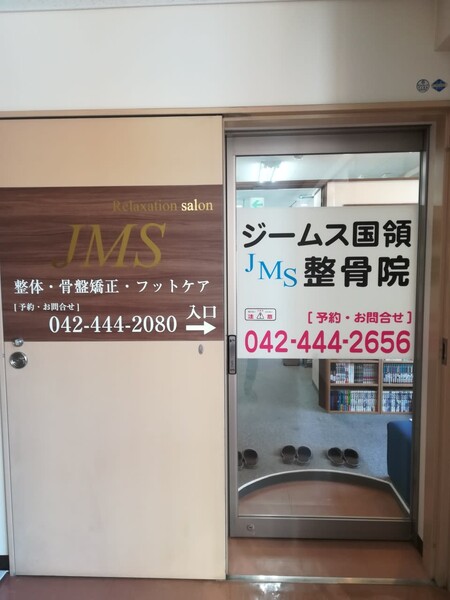 Relaxation salon
JMS
整体・骨盤矯正・フットケア
[予約・お問合せ]
042-444-2080
入口
ジームス国領
JMS 整骨院
注意
[予約・お問合せ]
042-444-2656